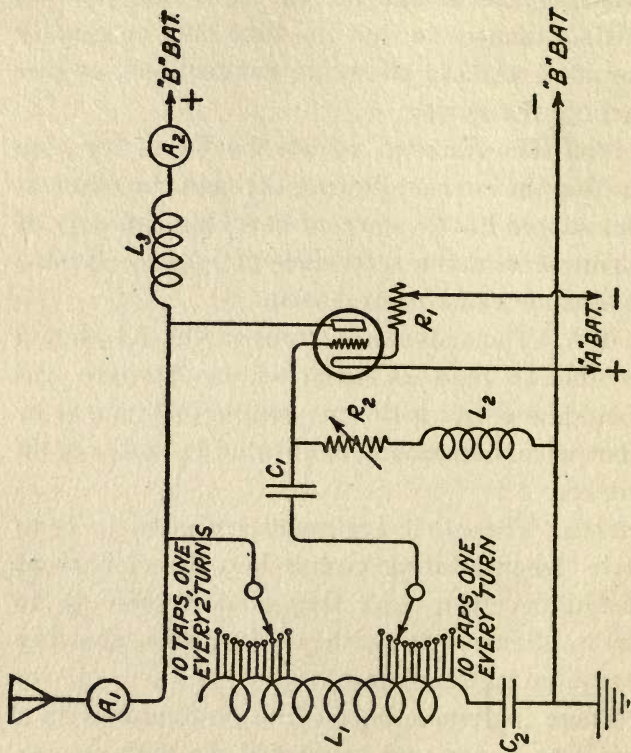 A1
10 TAPS, ONE
EVERY 2 TURNS
L1
10 TAPS, ONE
EVERY TURN
C2
C1
R2
L2
L3
A2
"B" BAT.
+
R1
+
"A" BAT.
-
-
"B" BAT